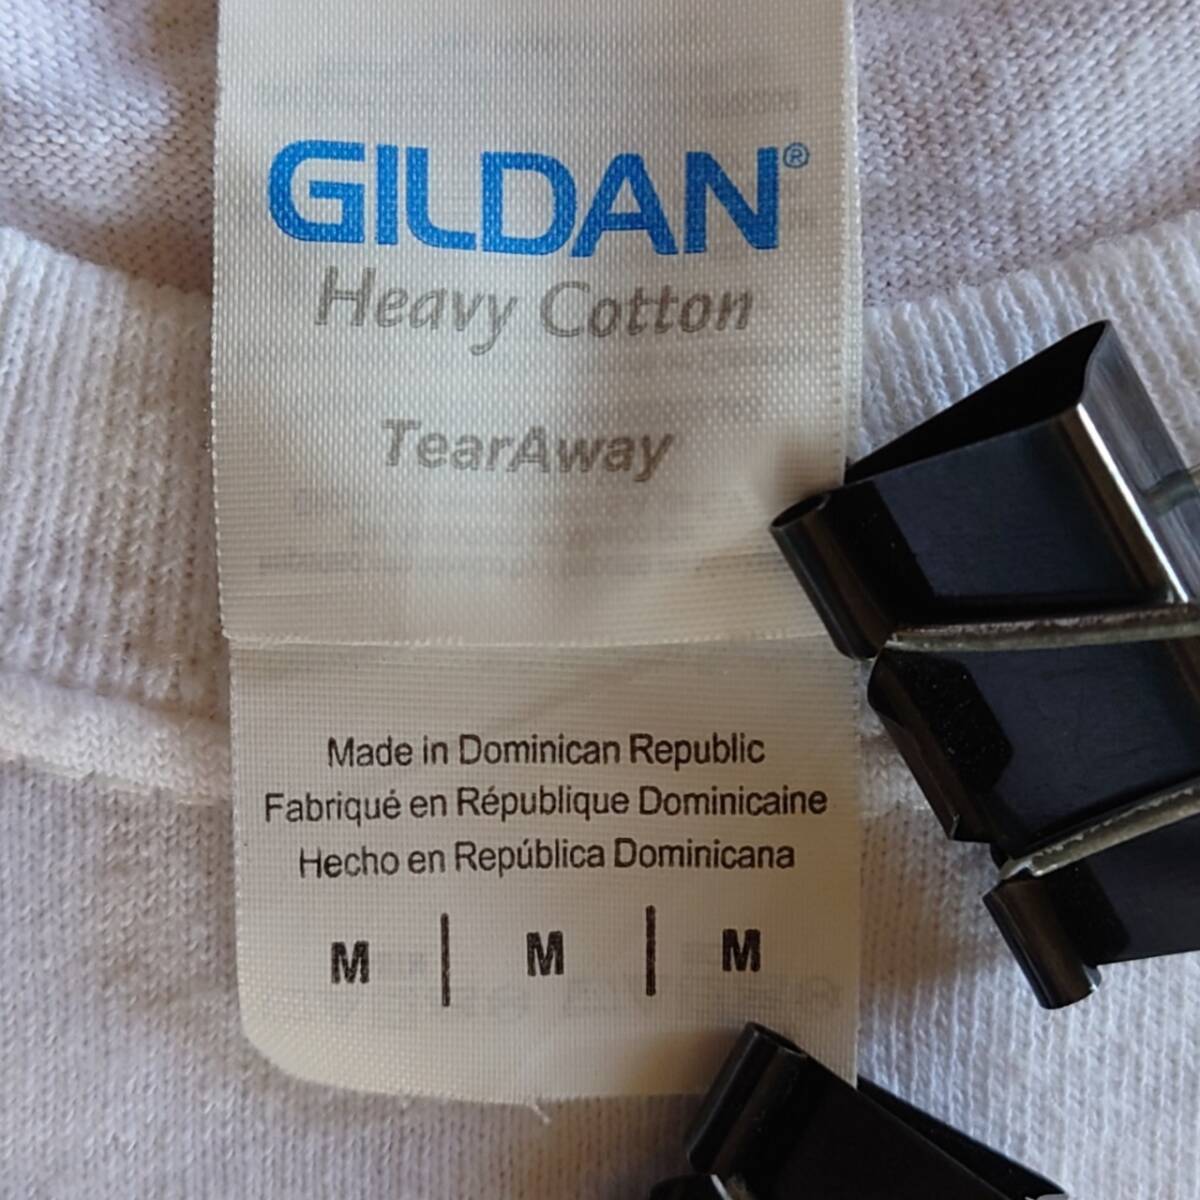 GILDAN®
Heavy Cotton
TearAway
Made in Dominican Republic
Fabriqué en République Dominicaine
Hecho en República Dominicana
M | M | M